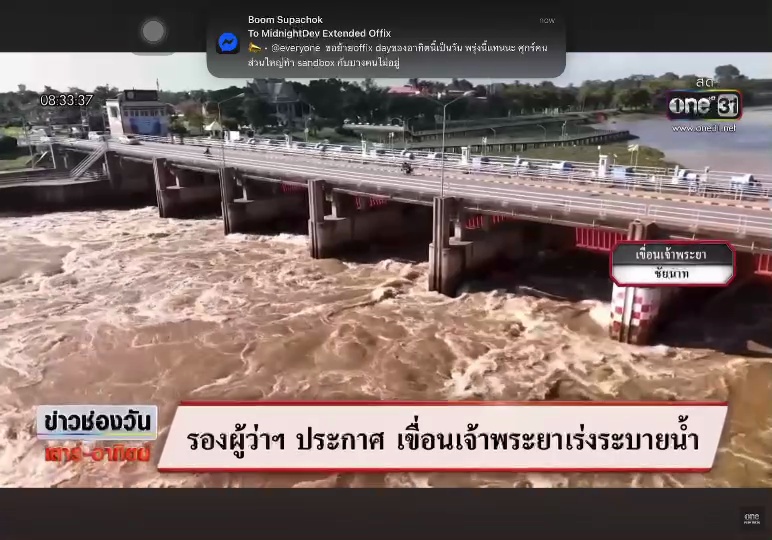 Boom Supachok
now
To MidnightDev Extended Offix
@everyone ขอย้ายoffix dayของอาทิตนี้เป็นวัน พรุ่งนี้แทนนะ ศุกร์คน
ส่วนใหญ่ทำ sandbox กับบางคนไม่อยู่
08:33:37
สด
one 31
www.one31.net
เขื่อนเจ้าพระยา
ชัยนาท
ข่าวช่องวัน
เสาร์-อาทิตย์
รองผู้ว่าฯ ประกาศ เขื่อนเจ้าพระยาเร่งระบายน้ำ
one